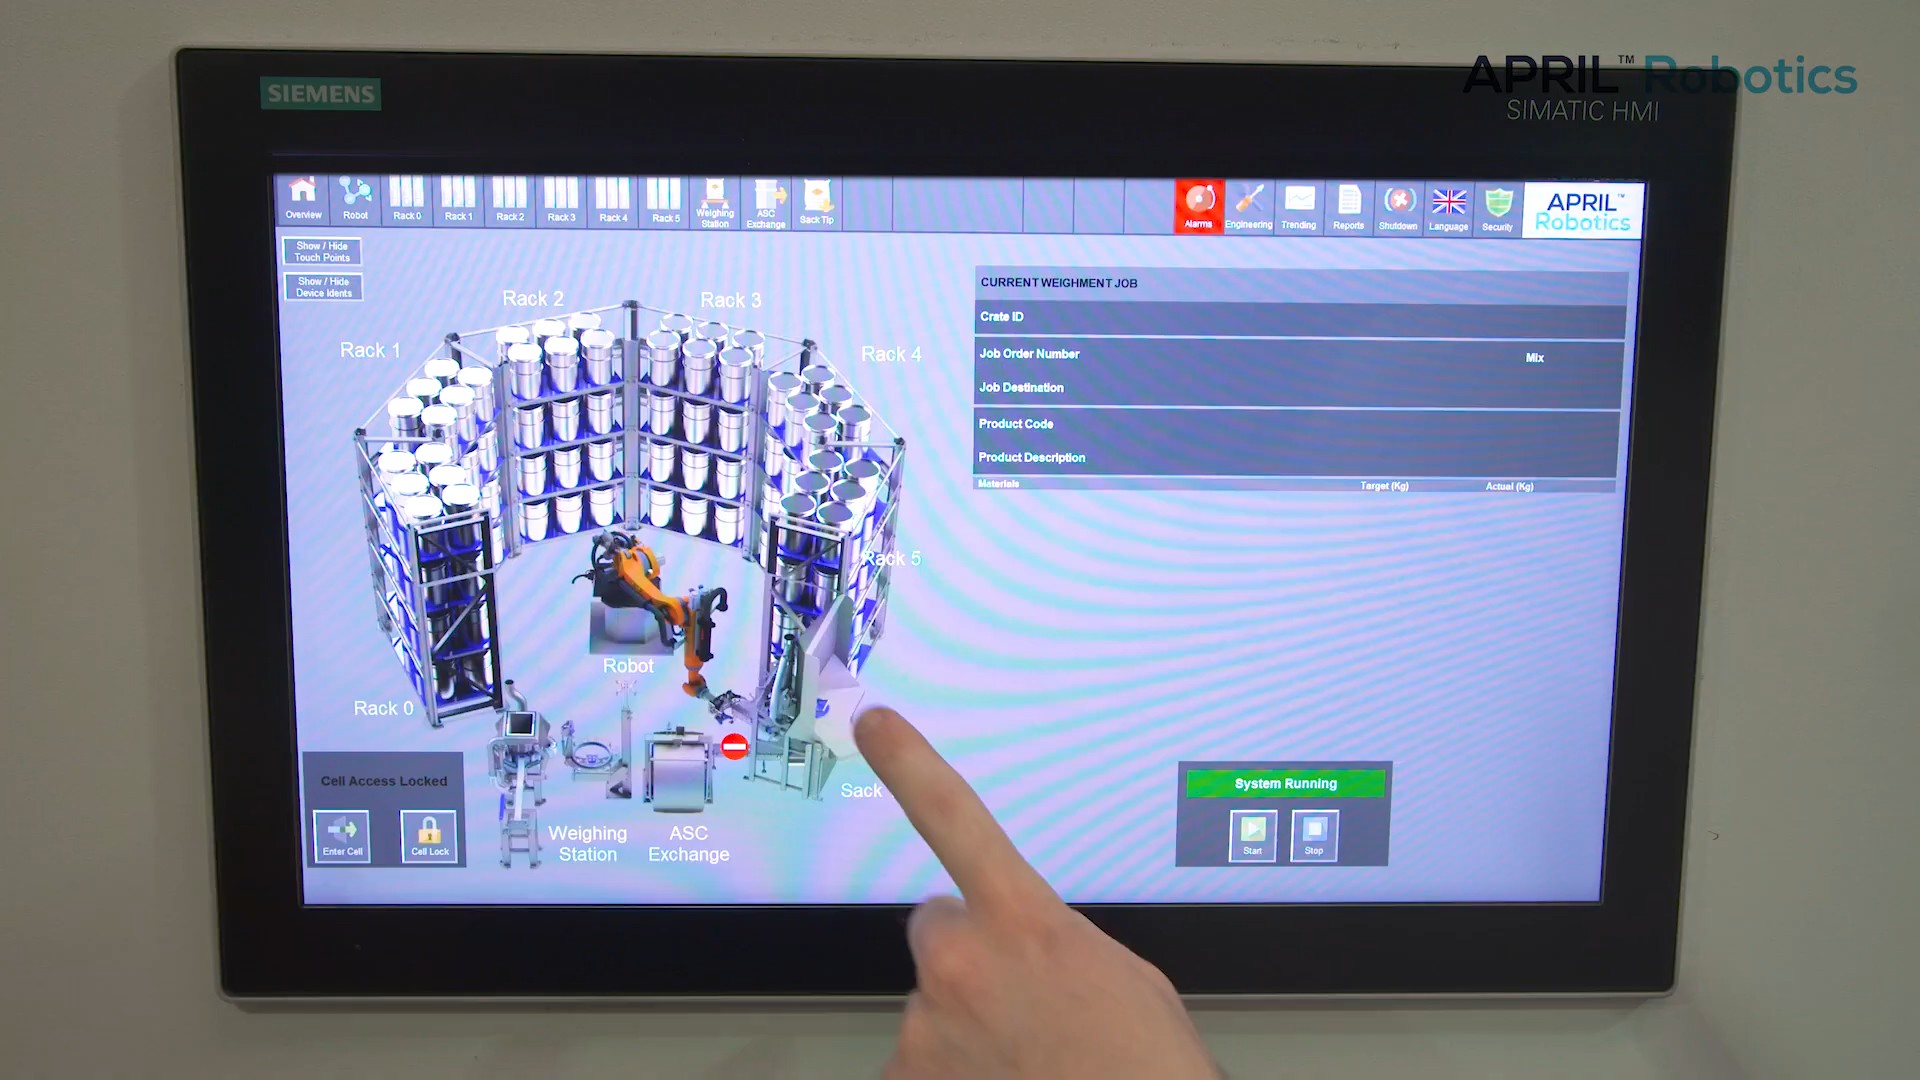 APRIL™ Robotics
SIEMENS
SIMATIC HMI
Overview
Robot
Rack 0
Rack 1
Rack 2
Rack 3
Rack 4
Rack 5
Weighing
Station
ASC
Exchange
Sack Tip
Alarms
Engineering
Trending
Reports
Shutdown
Language
Security
APRIL™
Robotics
Show / Hide
Touch Points
Show / Hide
Device Idents
CURRENT WEIGHMENT JOB
Crate ID
Job Order Number
Mix
Job Destination
Product Code
Product Description
Materials
Target (Kg)
Actual (Kg)
Rack 2
Rack 3
Rack 1
Rack 4
Rack 5
Robot
Rack 0
Sack
Weighing
Station
ASC
Exchange
Cell Access Locked
Enter Cell
Cell Lock
System Running
Start
Stop